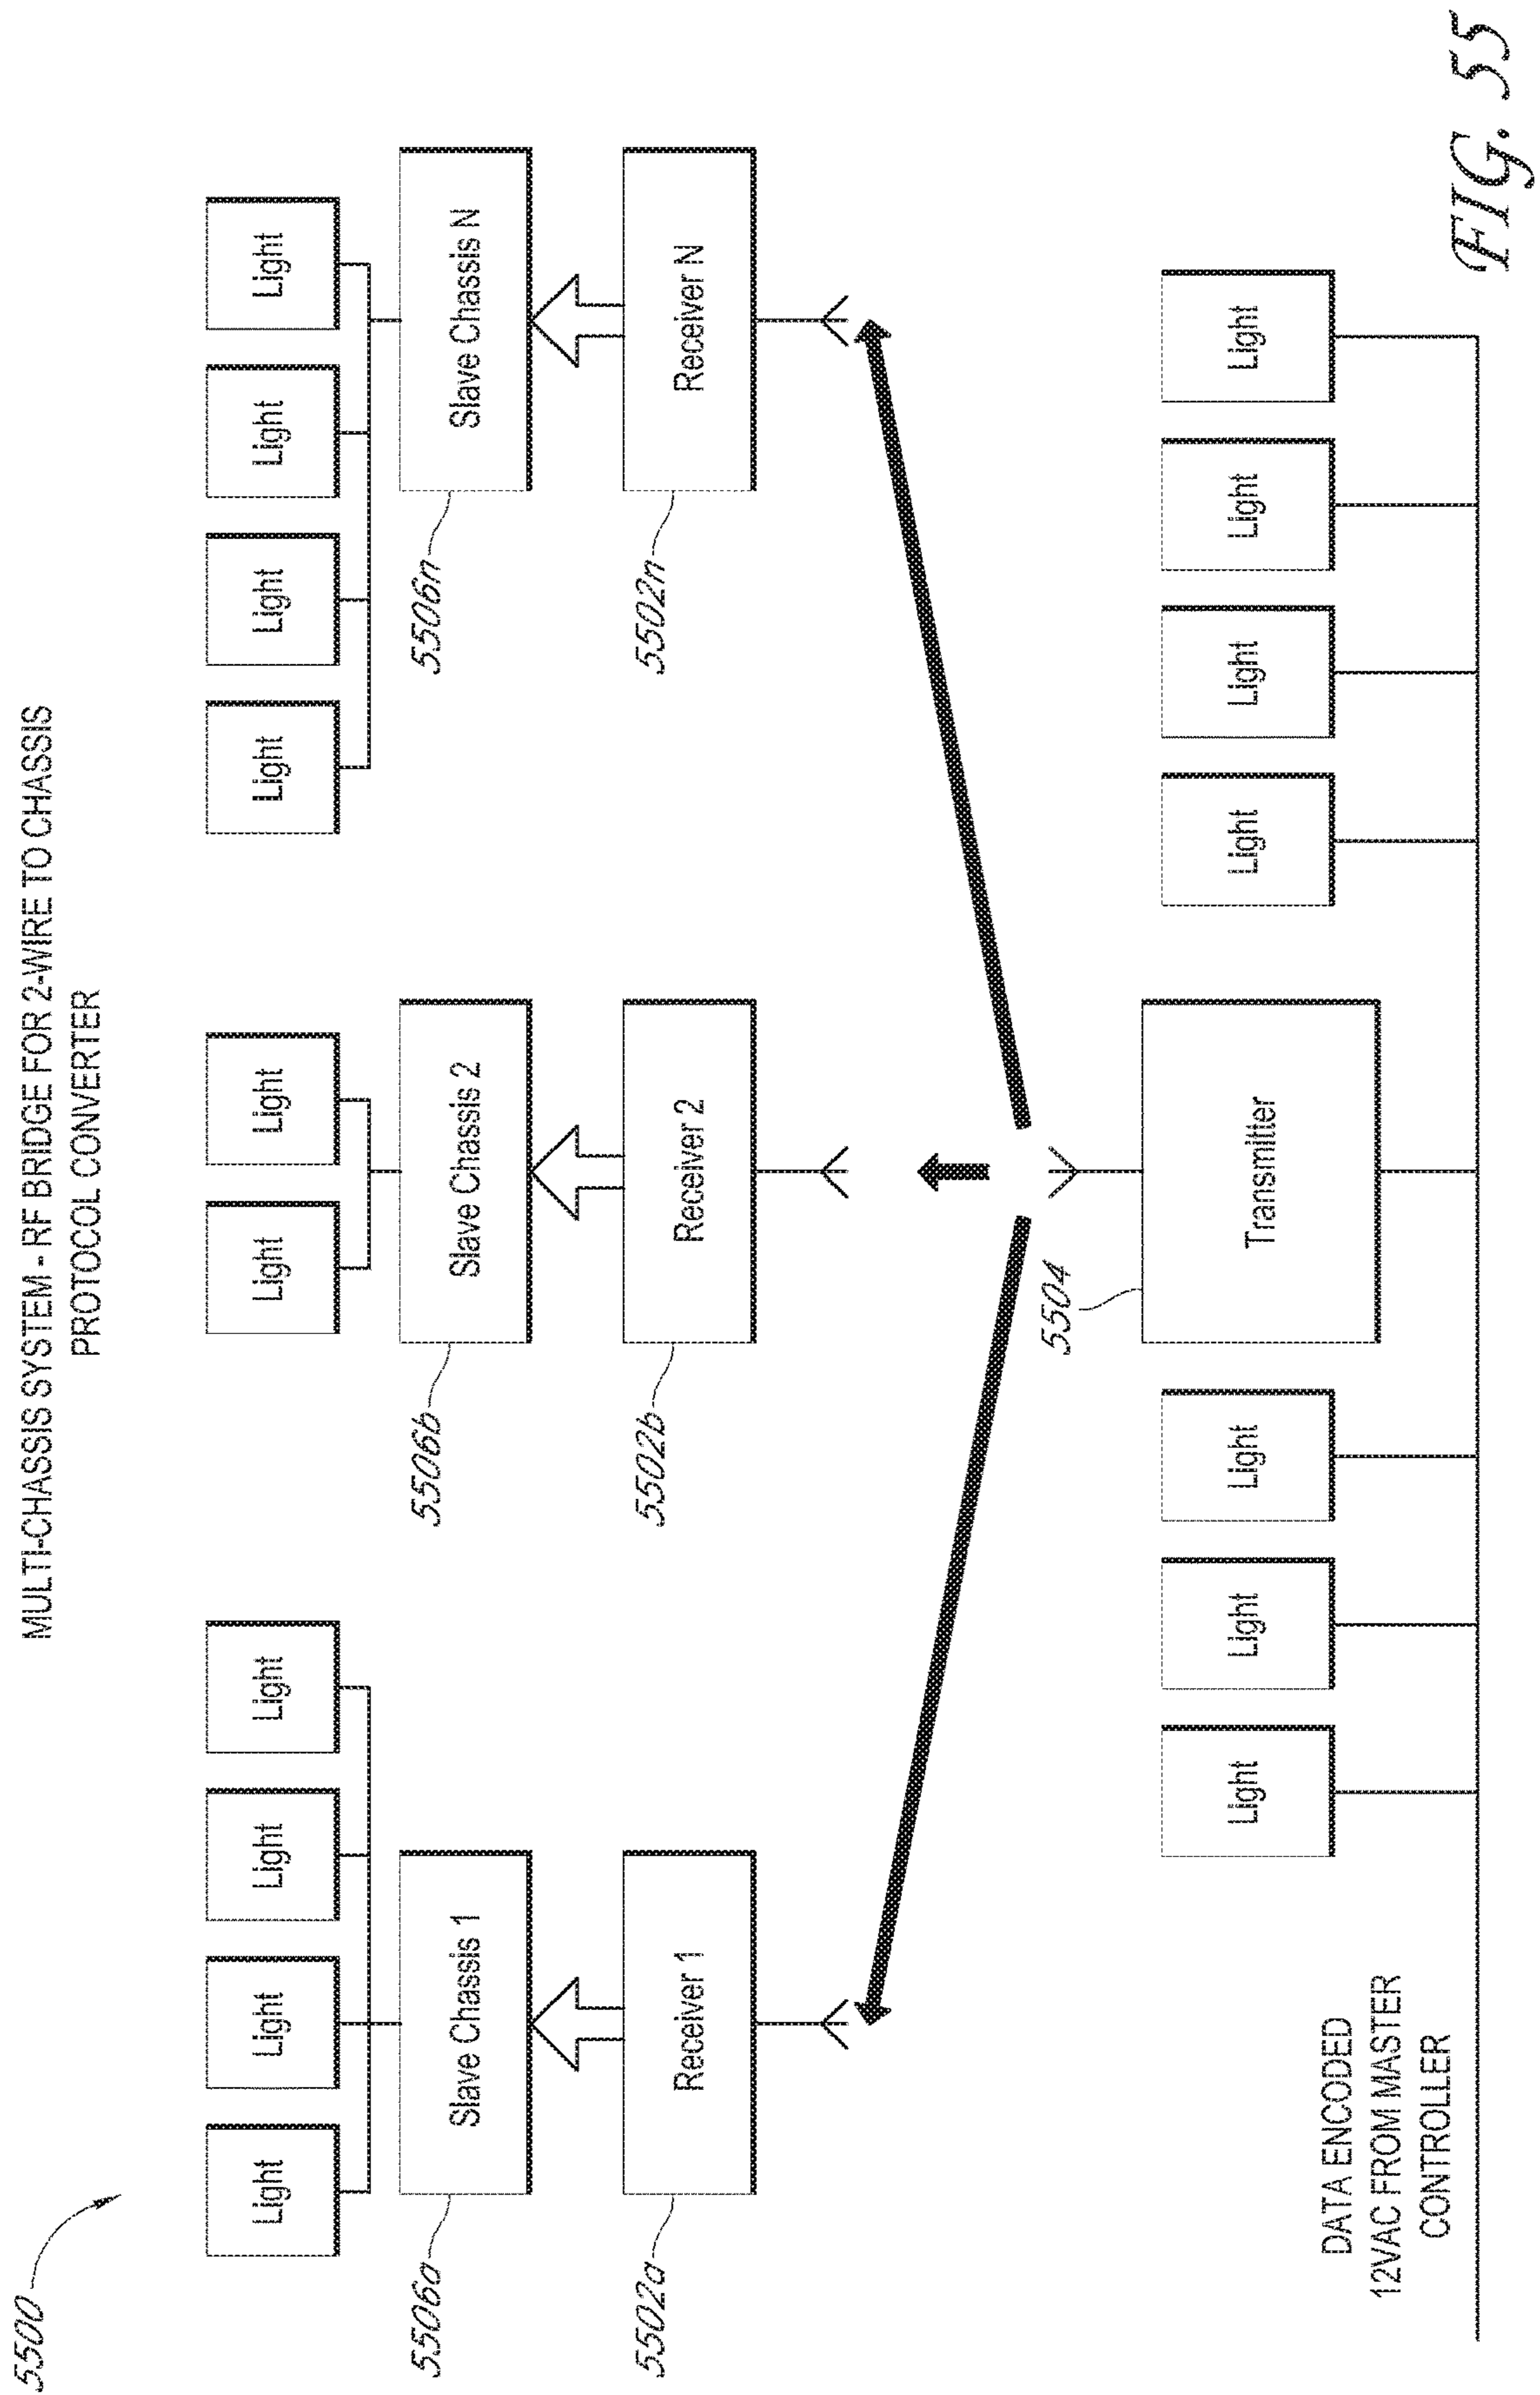 5500
MULTI-CHASSIS SYSTEM - RF BRIDGE FOR 2-WIRE TO CHASSIS
PROTOCOL CONVERTER
Light
Light
Light
Light
Light
Light
Light
Light
Light
Light
5506a
Slave Chassis 1
5506b
Slave Chassis 2
5506n
Slave Chassis N
5502a
Receiver 1
5502b
Receiver 2
5502n
Receiver N
5504
Transmitter
Light
Light
Light
Light
Light
Light
Light
DATA ENCODED
12VAC FROM MASTER
CONTROLLER
FIG. 55